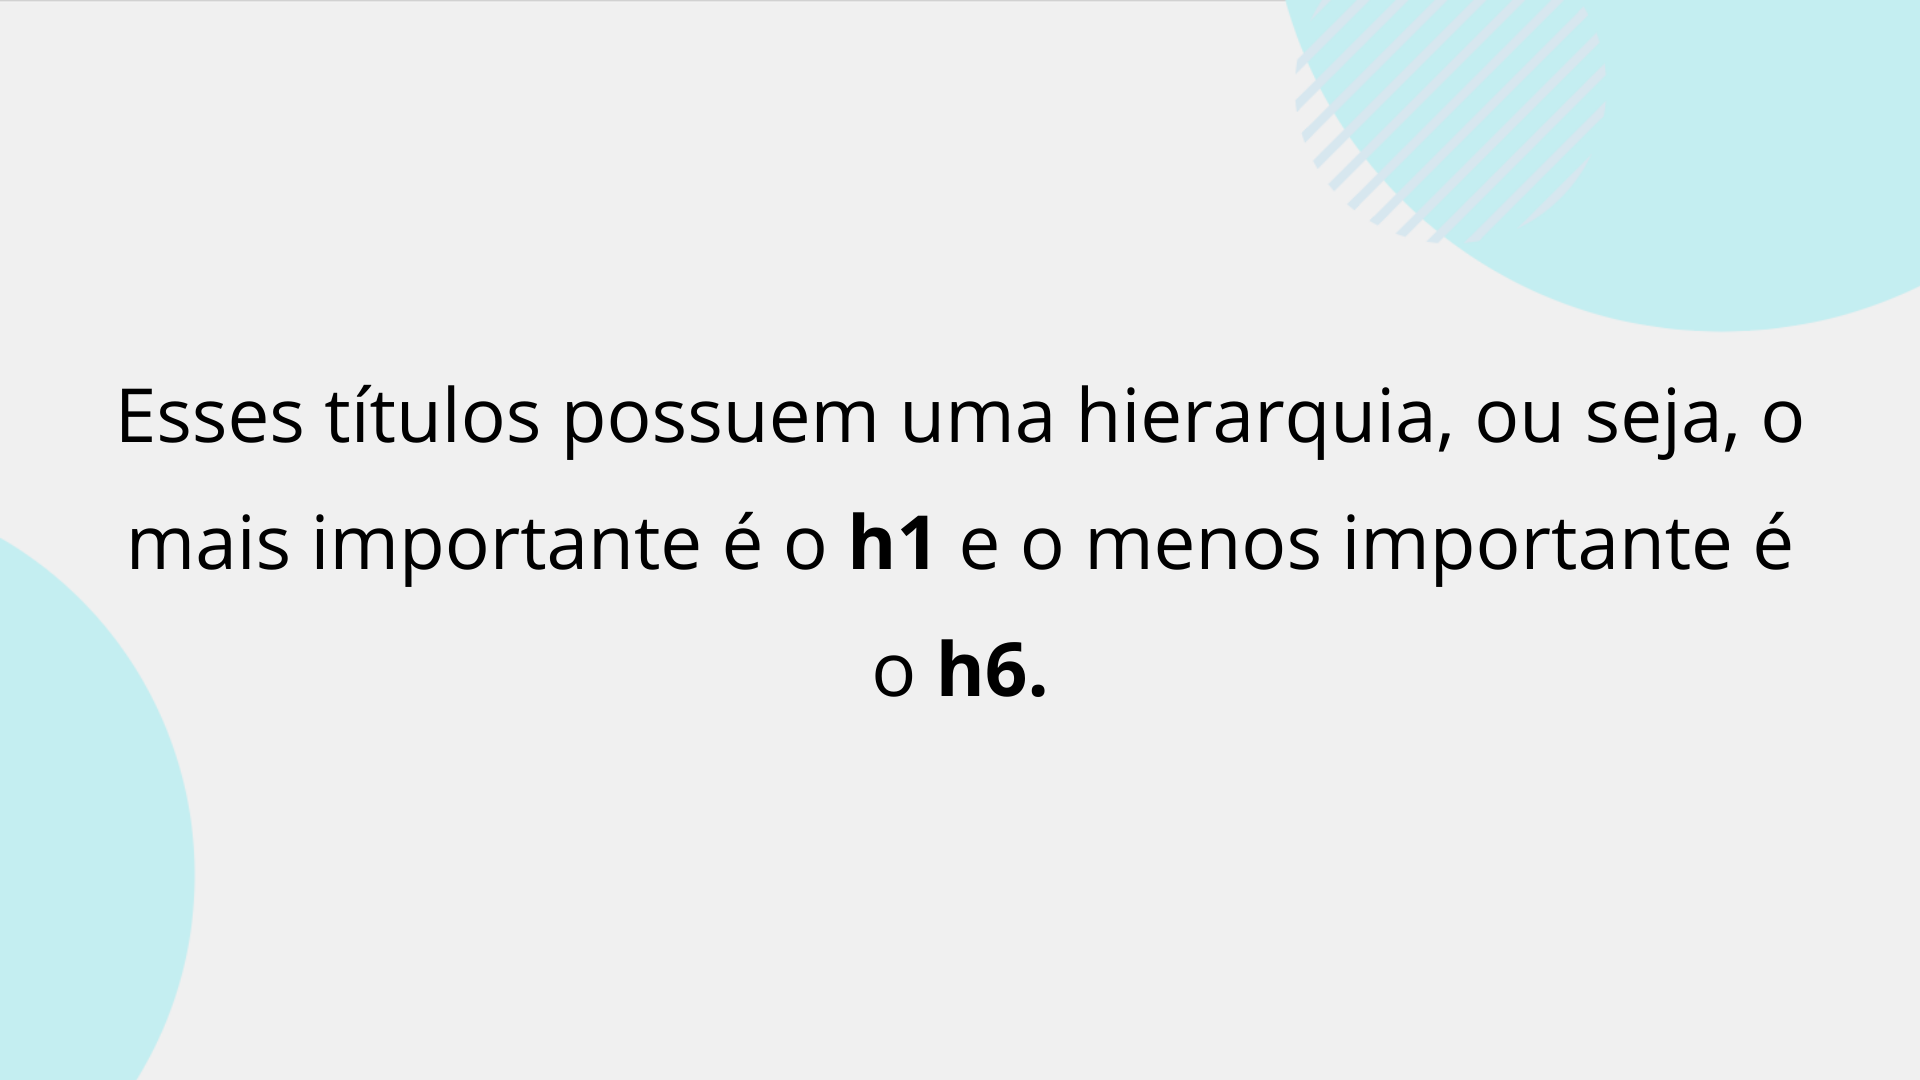 Esses títulos possuem uma hierarquia, ou seja, o
mais importante é o h1 e o menos importante é
o h6.